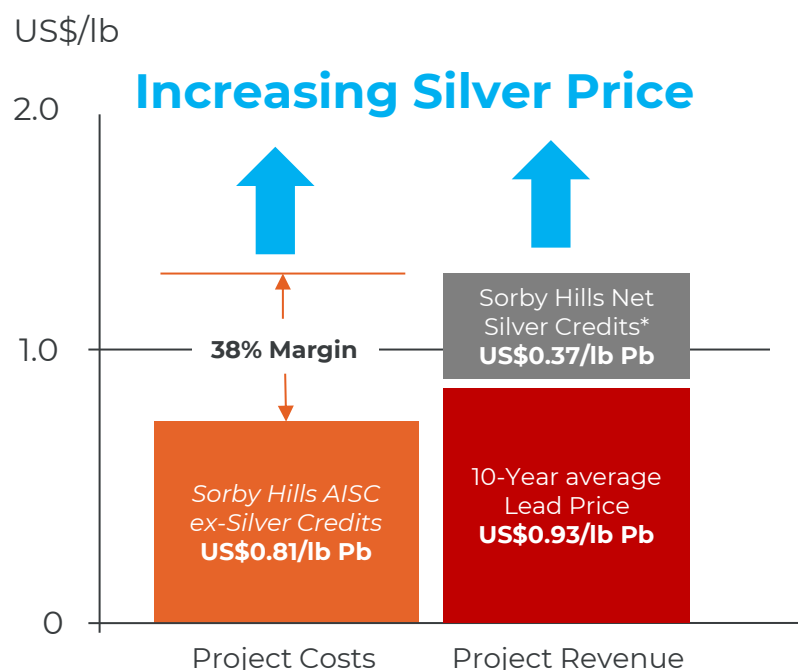 US$/lb
Increasing Silver Price
2.0
Sorby Hills Net
Silver Credits*
US$0.37/lb Pb
1.0
38% Margin
Sorby Hills AISC
ex-Silver Credits
US$0.81/lb Pb
10-Year average
Lead Price
US$0.93/lb Pb
0
Project Costs
Project Revenue